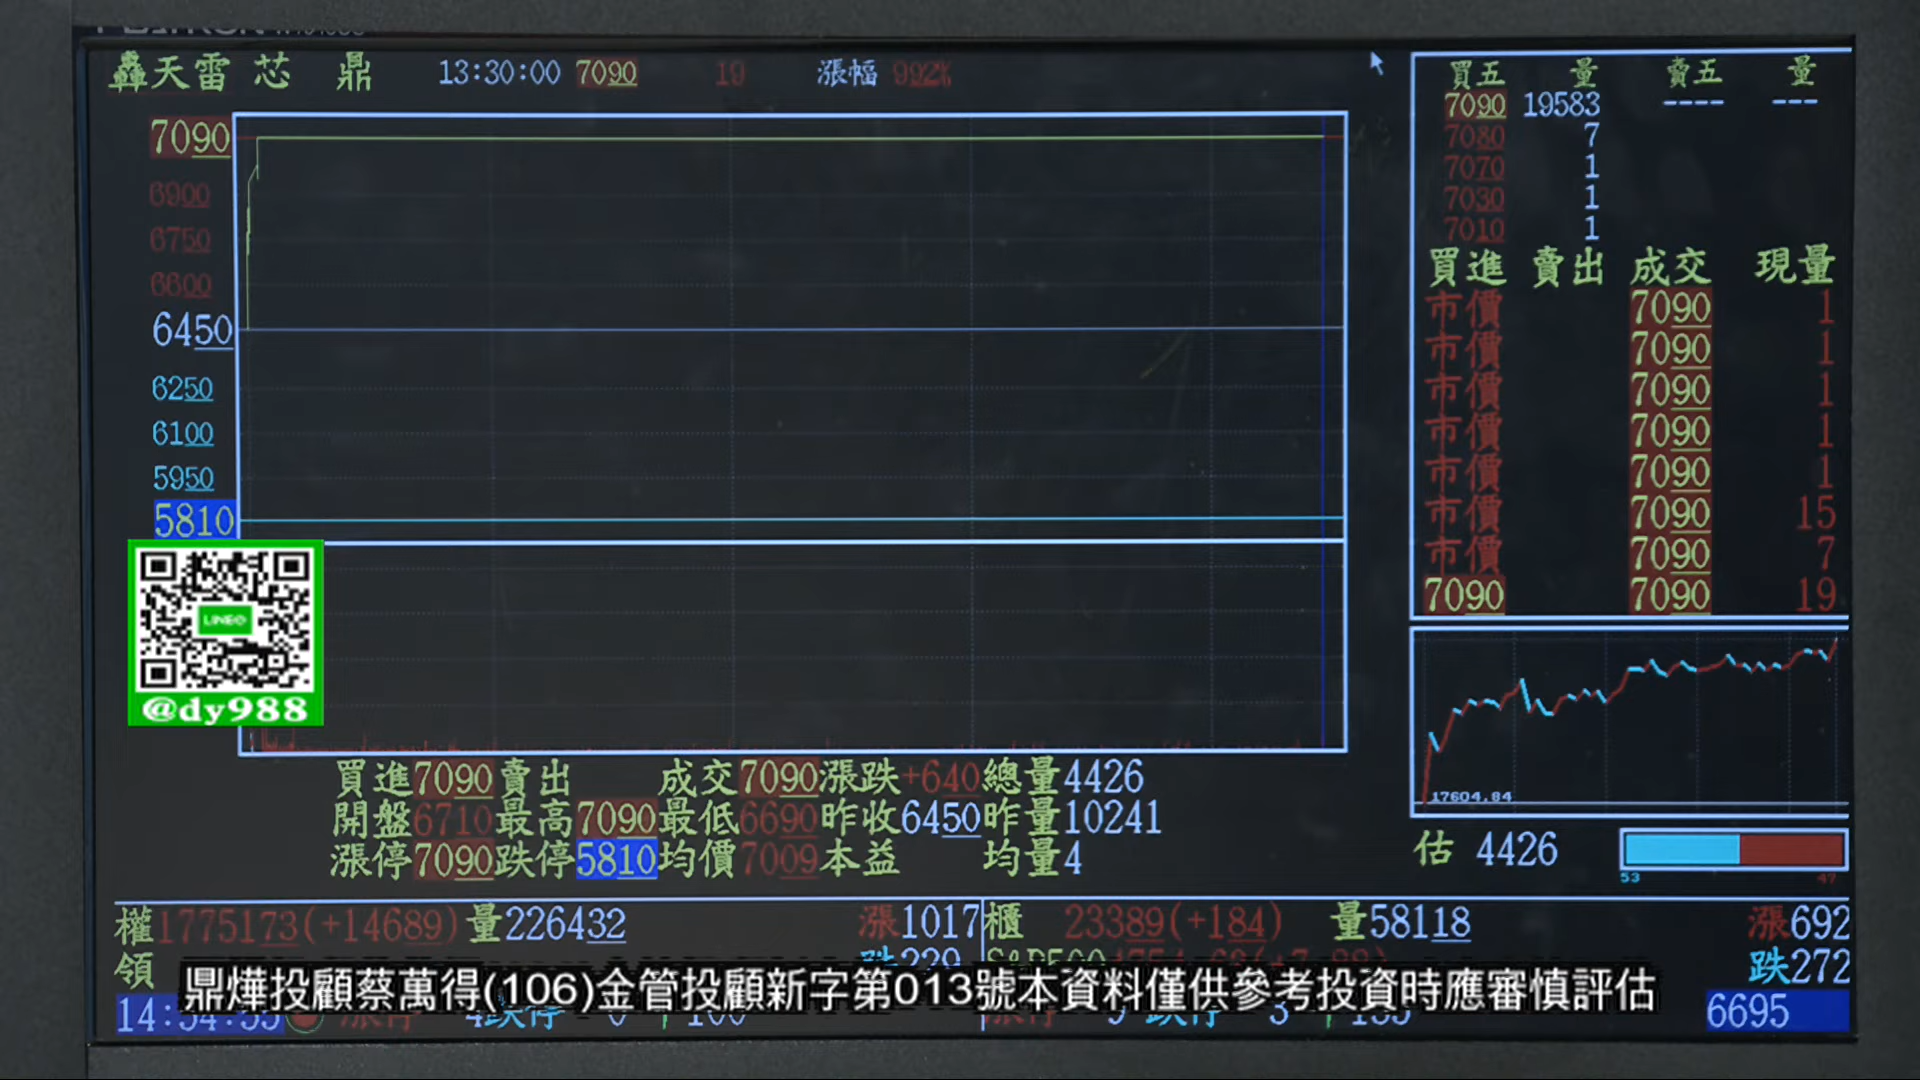 轟天雷 芯 鼎 13:30:00 7090 19 漲幅 992%
買五 量 賣五 量
7090 19583 ---- ---
7080 7
7070 1
7030 1
7010 1
買進 賣出 成交 現量
市價 7090 1
市價 7090 1
市價 7090 1
市價 7090 1
市價 7090 1
市價 7090 15
市價 7090 7
7090 7090 19
7090
6900
6750
6600
6450
6250
6100
5950
5810
LINE@
@dy988
17604.84
估 4426
53 47
買進7090賣出 成交7090漲跌+640總量4426
開盤6710最高7090最低6690昨收6450昨量10241
漲停7090跌停5810均價7009本益 均量4
權1775173(+14689)量226432 漲1017
櫃 23389(+184) 量58118 漲692
領 跌229
跌272
鼎燁投顧蔡萬得(106)金管投顧新字第013號本資料僅供參考投資時應審慎評估
6695